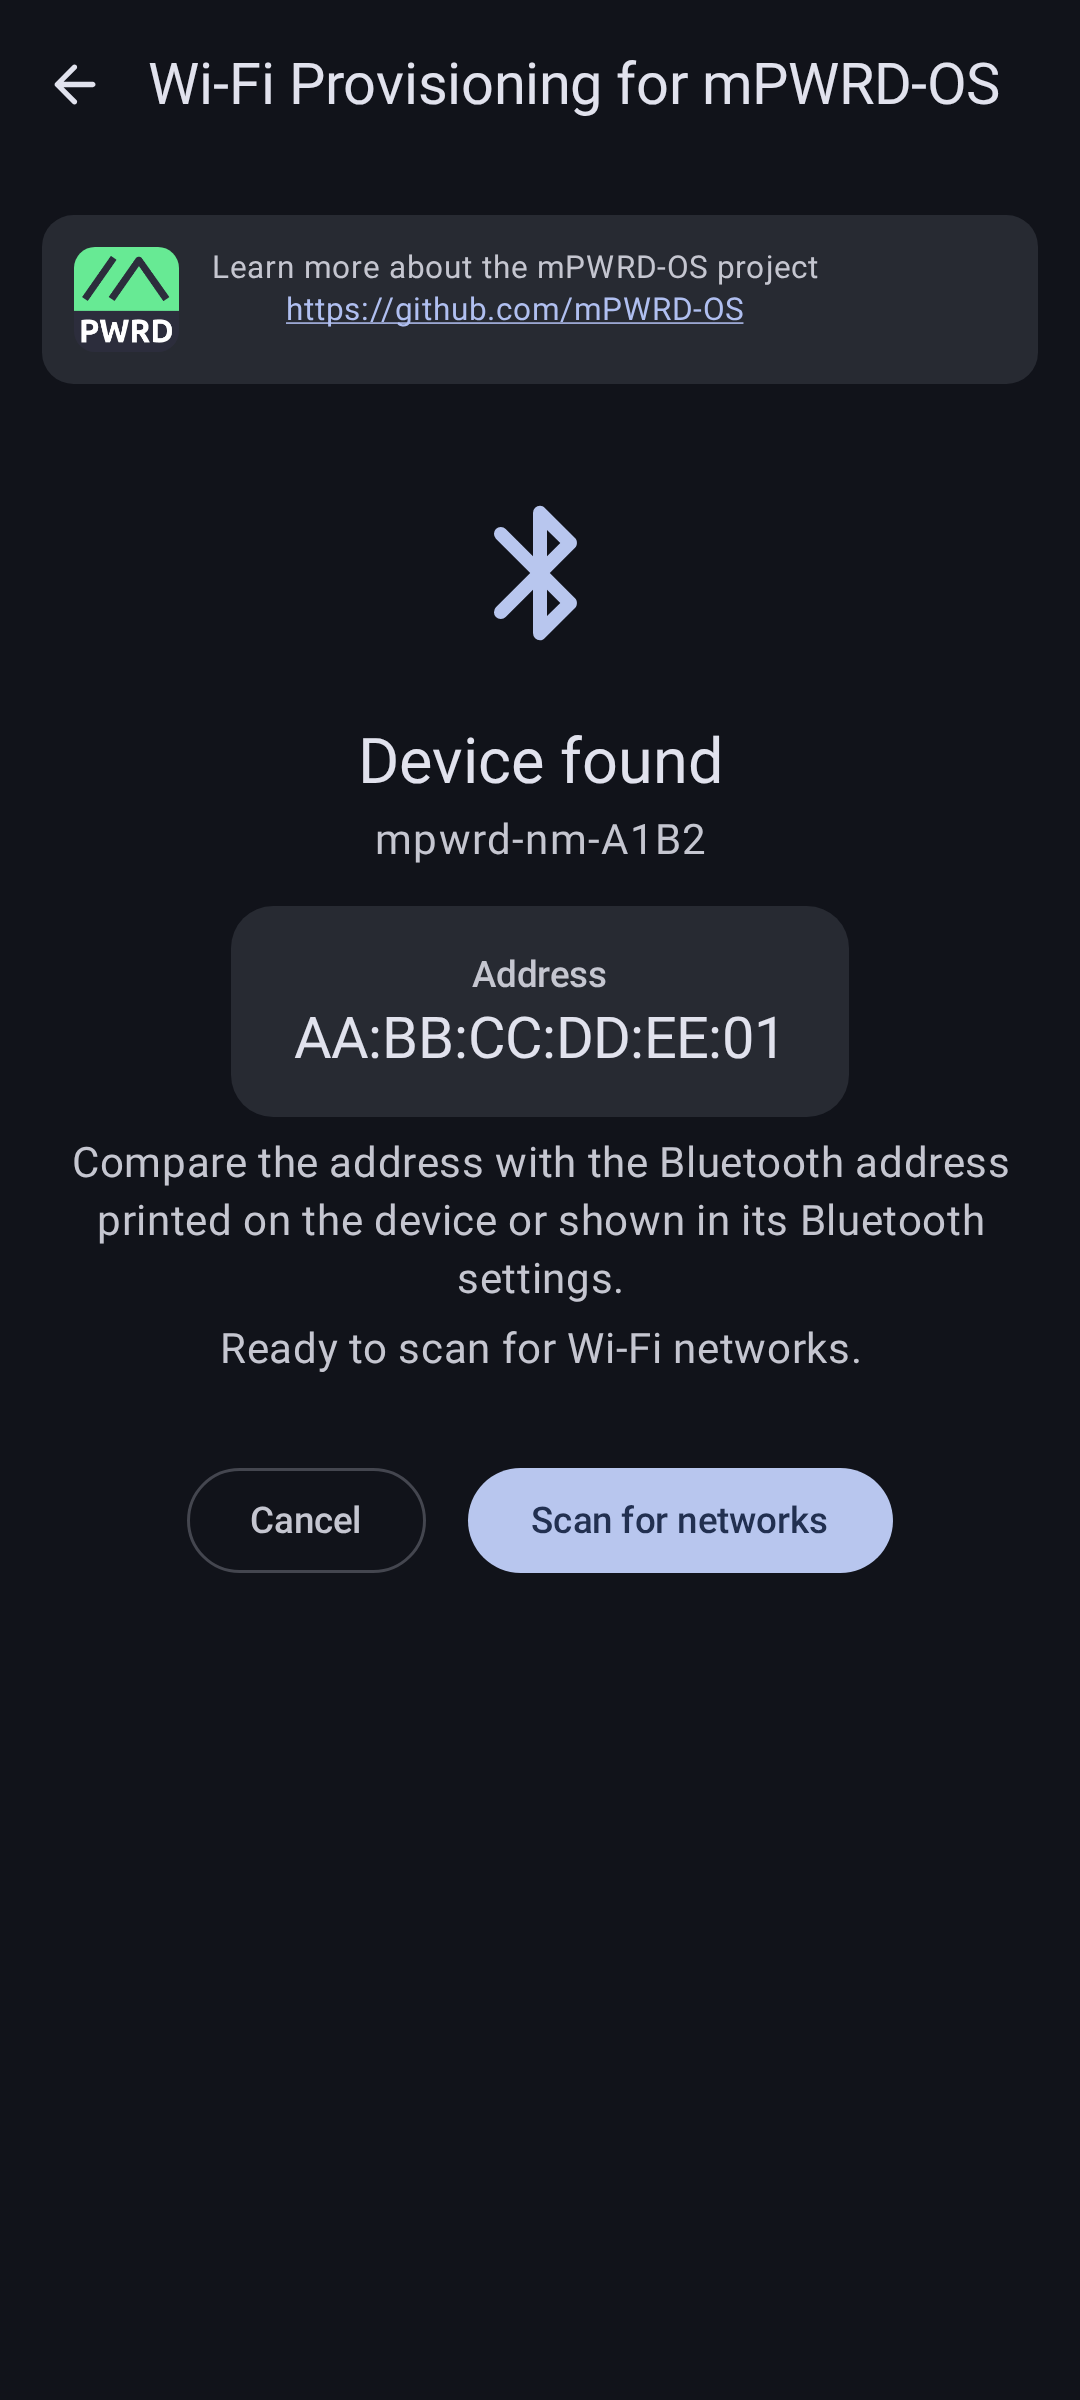 Wi-Fi Provisioning for mPWRD-OS
Learn more about the mPWRD-OS project
https://github.com/mPWRD-OS
PWRD
Device found
mpwrd-nm-A1B2
Address
AA:BB:CC:DD:EE:01
Compare the address with the Bluetooth address
printed on the device or shown in its Bluetooth
settings.
Ready to scan for Wi-Fi networks.
Cancel
Scan for networks